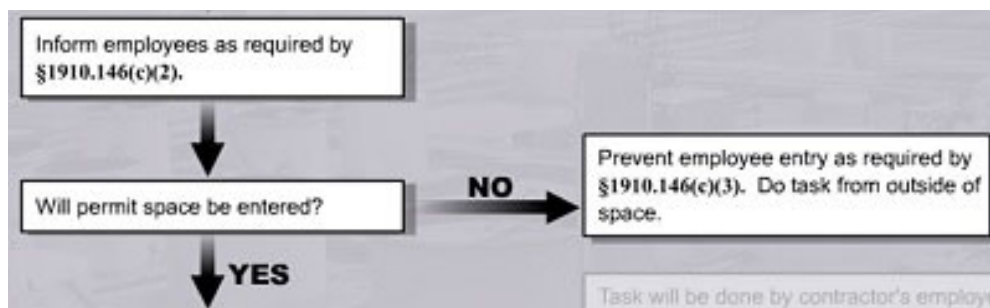 Inform employees as required by
§1910.146(c)(2).
Will permit space be entered?
NO
Prevent employee entry as required by
§1910.146(c)(3). Do task from outside of
space.
YES
Task will be done by contractor's